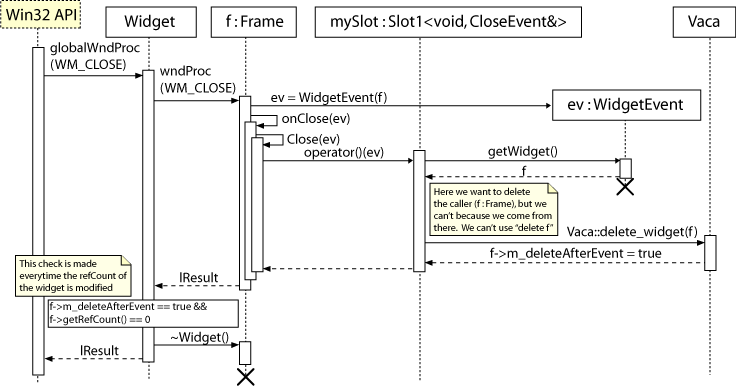 Win32 API
Widget
f : Frame
mySlot : Slot1<void, CloseEvent&>
Vaca
globalWndProc
(WM_CLOSE)
wndProc
(WM_CLOSE)
ev = WidgetEvent(f)
ev : WidgetEvent
onClose(ev)
Close(ev)
operator()(ev)
getWidget()
f
Here we want to delete
the caller (f : Frame), but we
can't because we come from
there. We can't use "delete f"
Vaca::delete_widget(f)
f->m_deleteAfterEvent = true
This check is made
everytime the refCount of
the widget is modified
lResult
f->m_deleteAfterEvent == true &&
f->getRefCount() == 0
~Widget()
lResult